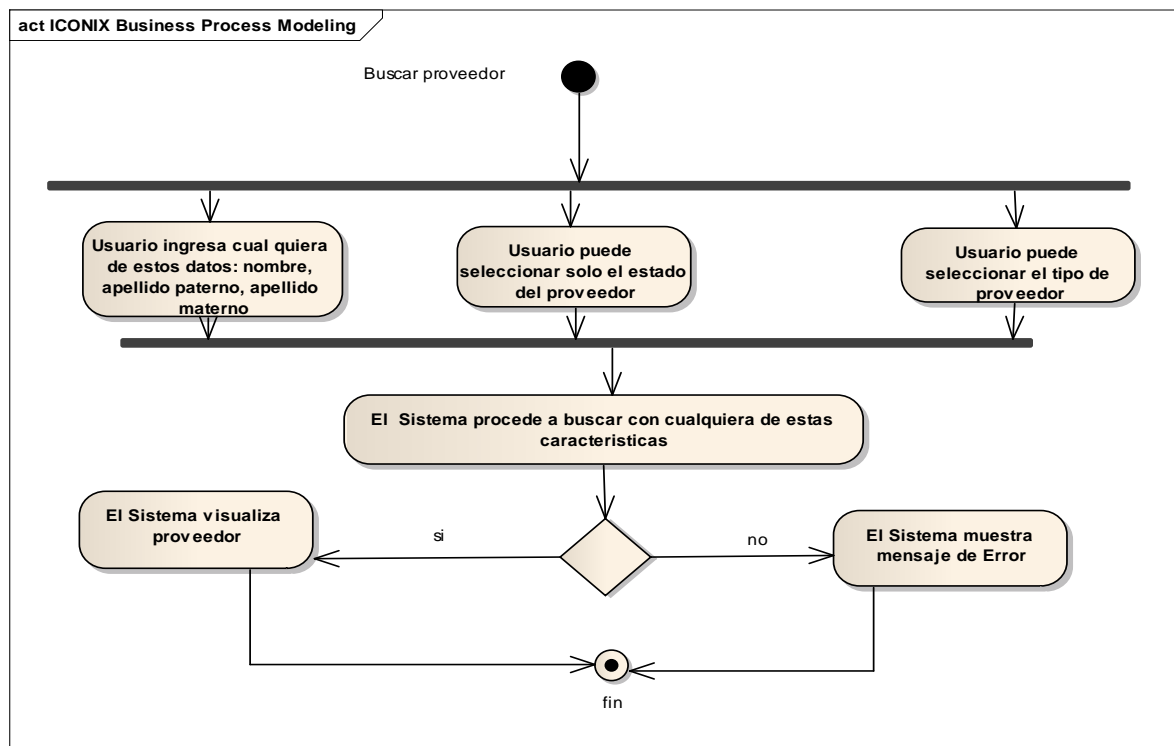 act ICONIX Business Process Modeling
Buscar proveedor
Usuario ingresa cual quiera
de estos datos: nombre,
apellido paterno, apellido
materno
Usuario puede
seleccionar solo el estado
del proveedor
Usuario puede
seleccionar el tipo de
proveedor
El Sistema procede a buscar con cualquiera de estas
caracteristicas
El Sistema visualiza
proveedor
si
no
El Sistema muestra
mensaje de Error
fin